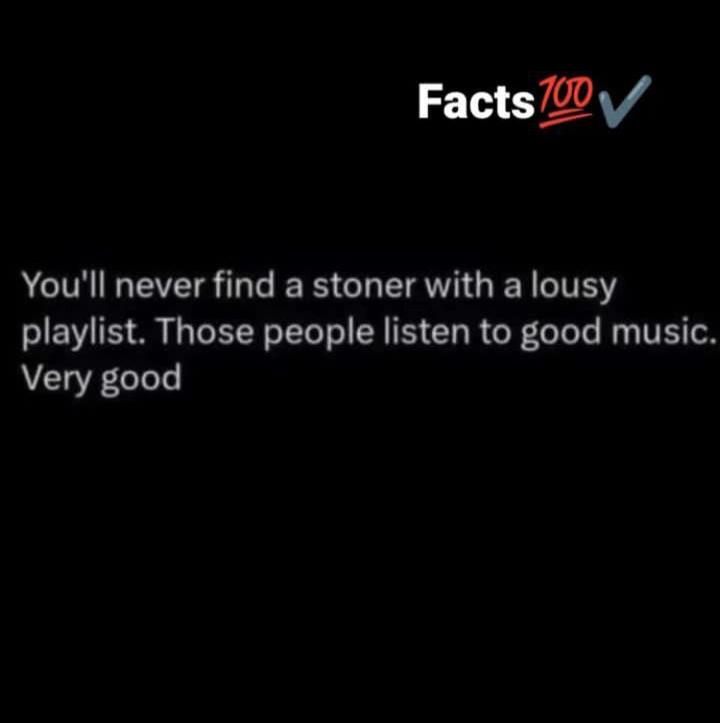 Facts💯✔️
You'll never find a stoner with a lousy
playlist. Those people listen to good music.
Very good